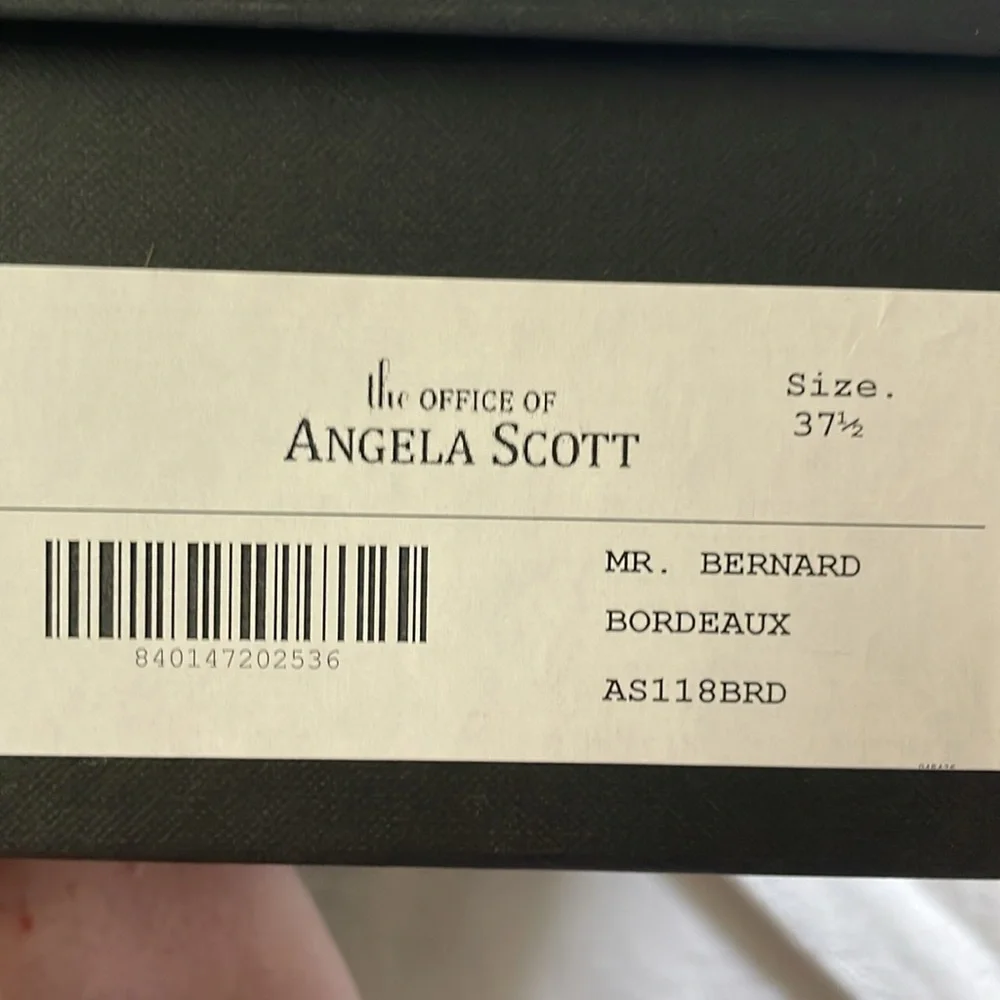 the OFFICE OF
ANGELA SCOTT
Size.
37½
840147202536
MR. BERNARD
BORDEAUX
AS118BRD